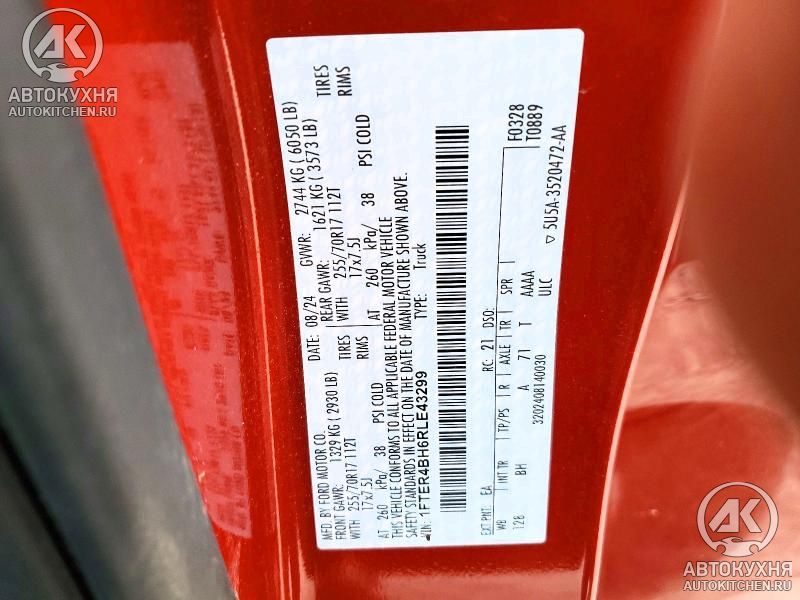 MFD. BY FORD MOTOR CO.
DATE: 08/24 GVWR: 2744 KG ( 6050 LB)
FRONT GAWR: 1329 KG ( 2930 LB) REAR GAWR: 1621 KG ( 3573 LB)
WITH 255/70R17 112T TIRES WITH 255/70R17 112T TIRES
17x7.5J RIMS 17x7.5J RIMS
AT 260 kPa/ 38 PSI COLD AT 260 kPa/ 38 PSI COLD
THIS VEHICLE CONFORMS TO ALL APPLICABLE FEDERAL MOTOR VEHICLE
SAFETY STANDARDS IN EFFECT ON THE DATE OF MANUFACTURE SHOWN ABOVE.
VIN: 1FTER4BH6RLE43299 TYPE: Truck
F0328
T0889
EXT PNT: EA RC: 21 DSO:
WB INT TR TP/PS R AXLE TR SPR
128 BH A 71 T AAAA
3202408140030 ULC
▽ 5U5A-3520472-AA
АК
АВТОКУХНЯ
AUTOKITCHEN.RU
АК
АВТОКУХНЯ
AUTOKITCHEN.RU